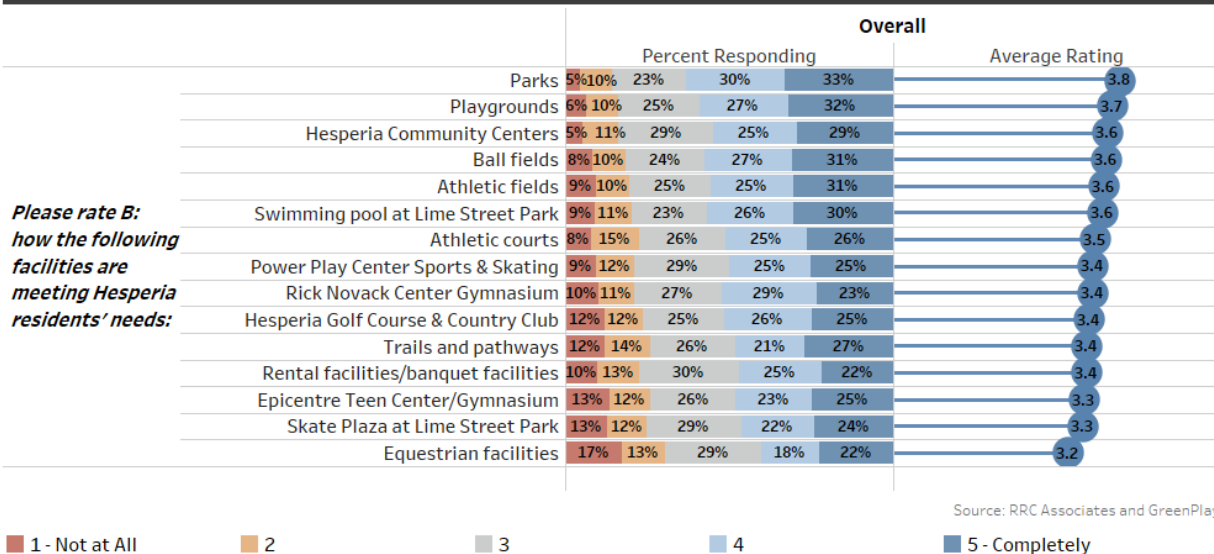 Overall
Percent Responding Average Rating
Please rate B:
how the following
facilities are
meeting Hesperia
residents' needs:
Parks 5% 10% 23% 30% 33% 3.8
Playgrounds 6% 10% 25% 27% 32% 3.7
Hesperia Community Centers 5% 11% 29% 25% 29% 3.6
Ball fields 8% 10% 24% 27% 31% 3.6
Athletic fields 9% 10% 25% 25% 31% 3.6
Swimming pool at Lime Street Park 9% 11% 23% 26% 30% 3.6
Athletic courts 8% 15% 26% 25% 26% 3.5
Power Play Center Sports & Skating 9% 12% 29% 25% 25% 3.4
Rick Novack Center Gymnasium 10% 11% 27% 29% 23% 3.4
Hesperia Golf Course & Country Club 12% 12% 25% 26% 25% 3.4
Trails and pathways 12% 14% 26% 21% 27% 3.4
Rental facilities/banquet facilities 10% 13% 30% 25% 22% 3.4
Epicentre Teen Center/Gymnasium 13% 12% 26% 23% 25% 3.3
Skate Plaza at Lime Street Park 13% 12% 29% 22% 24% 3.3
Equestrian facilities 17% 13% 29% 18% 22% 3.2
Source: RRC Associates and GreenPlay
1 - Not at All 2 3 4 5 - Completely